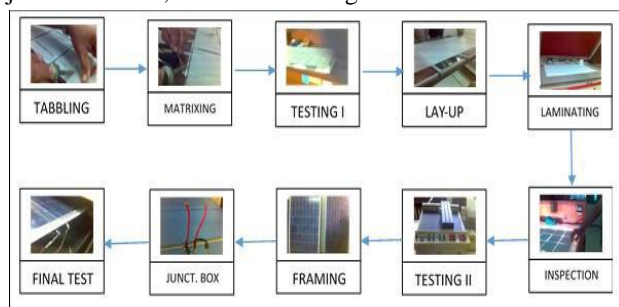 TABBLING
MATRIXING
TESTING I
LAY-UP
LAMINATING
FINAL TEST
JUNCT. BOX
FRAMING
TESTING II
INSPECTION